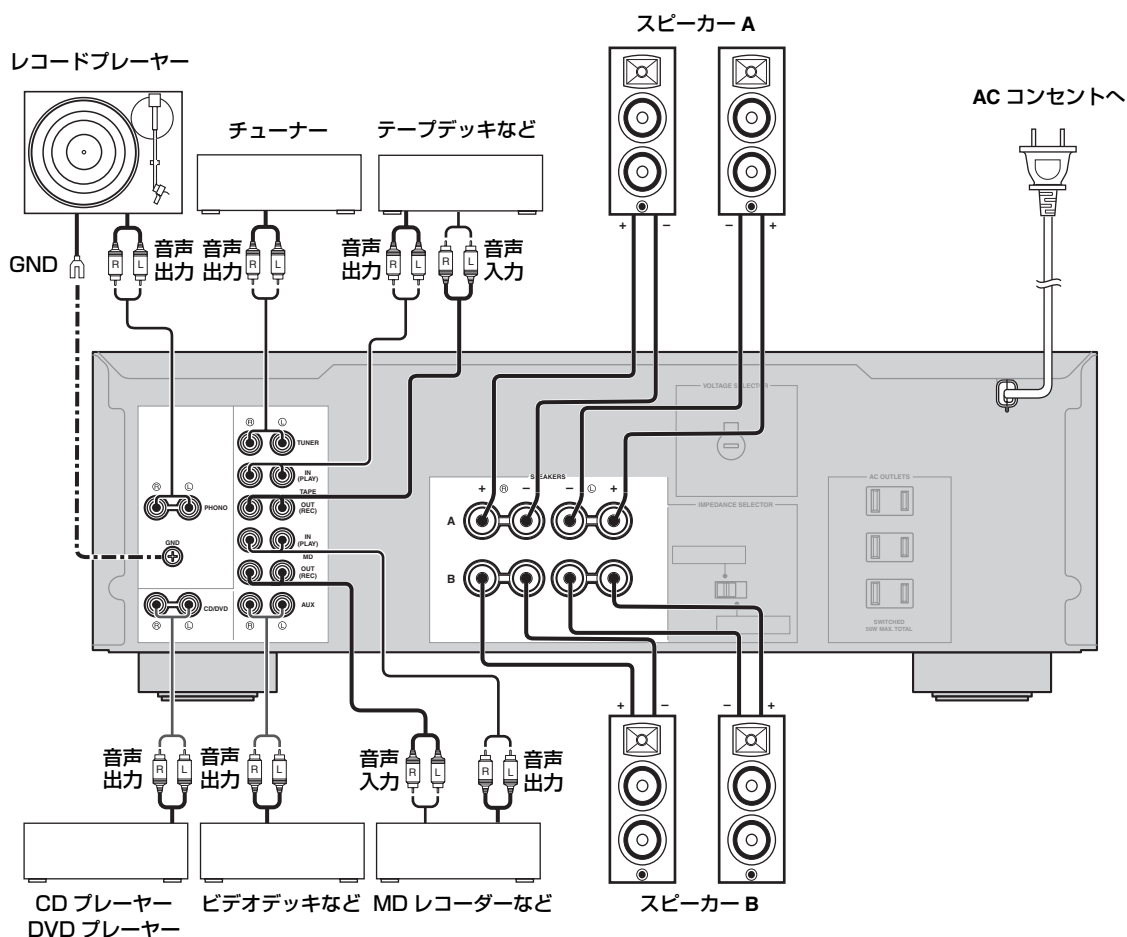 スピーカー A
レコードプレーヤー
AC コンセントへ
チューナー
テープデッキなど
+ − − +
GND
R L
音声
出力
音声
出力
R L
音声
出力
R L
R L
音声
入力
VOLTAGE SELECTOR
R L
TUNER
IN
(PLAY)
TAPE
OUT
(REC)
R L
PHONO
IN
(PLAY)
GND
MD
OUT
(REC)
CD/DVD
AUX
R L
R L
SPEAKERS
+ R − − L +
A
B
IMPEDANCE SELECTOR
AC OUTLETS
SWITCHED
50W MAX. TOTAL
+ − − +
音声
出力
R L
音声
出力
R L
音声
入力
R L
R L
音声
出力
CD プレーヤー
DVD プレーヤー
ビデオデッキなど
MD レコーダーなど
スピーカー B